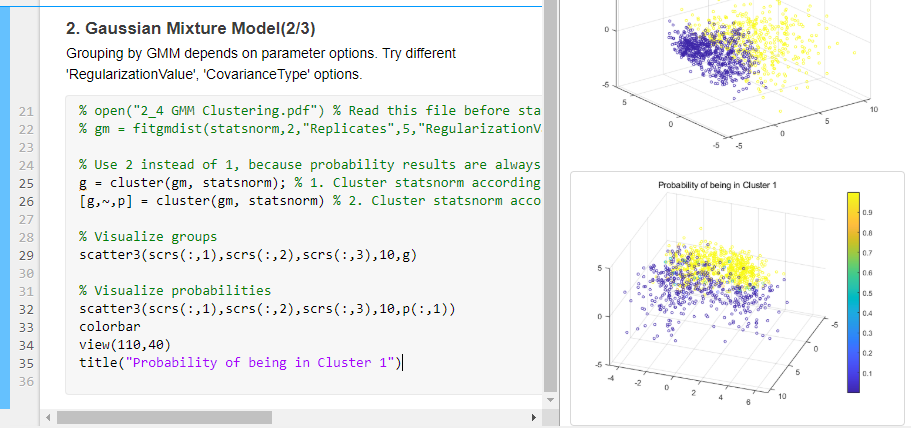 2. Gaussian Mixture Model(2/3)
Grouping by GMM depends on parameter options. Try different
'RegularizationValue', 'CovarianceType' options.
21 % open("2_4 GMM Clustering.pdf") % Read this file before sta
22 % gm = fitgmdist(statsnorm,2,"Replicates",5,"RegularizationV
23
24 % Use 2 instead of 1, because probability results are always
25 g = cluster(gm, statsnorm); % 1. Cluster statsnorm according
26 [g,~,p] = cluster(gm, statsnorm) % 2. Cluster statsnorm acco
27
28 % Visualize groups
29 scatter3(scrs(:,1),scrs(:,2),scrs(:,3),10,g)
30
31 % Visualize probabilities
32 scatter3(scrs(:,1),scrs(:,2),scrs(:,3),10,p(:,1))
33 colorbar
34 view(110,40)
35 title("Probability of being in Cluster 1")
36
0
-5
5
0
-5
-5
0
5
10
Probability of being in Cluster 1
5
0
-5
-4
-2
0
2
4
6
10
5
0
-5
0.9
0.8
0.7
0.6
0.5
0.4
0.3
0.2
0.1